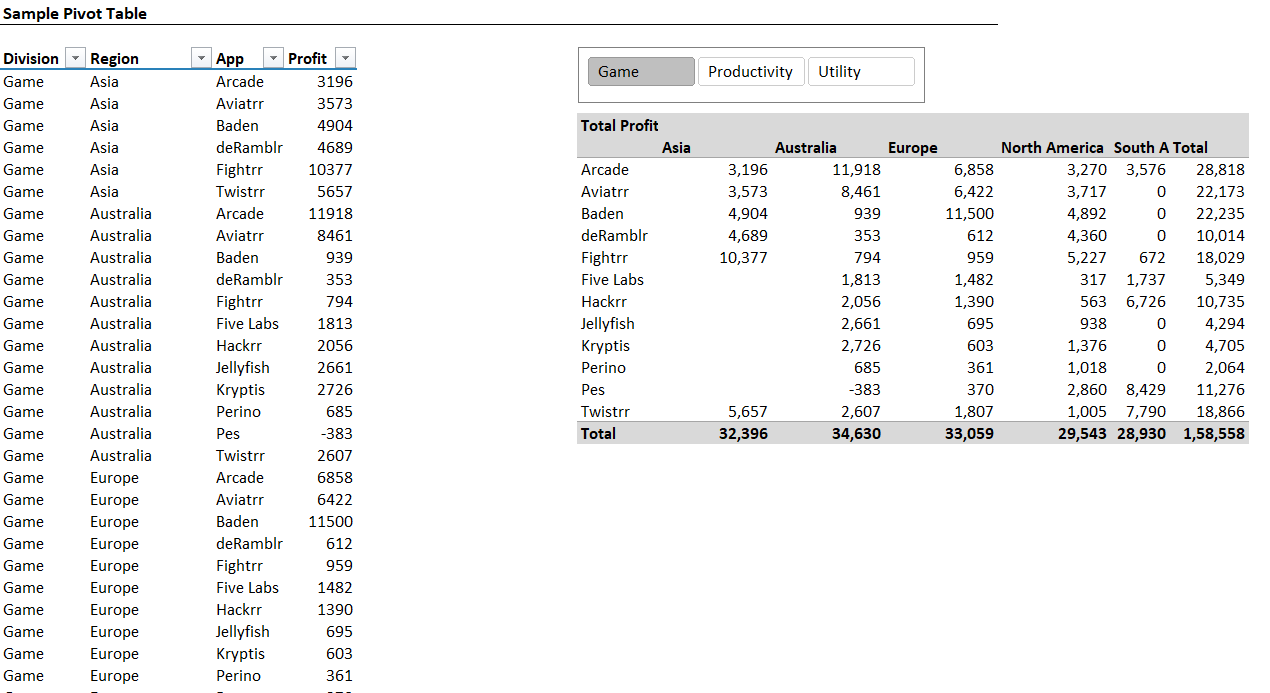 Sample Pivot Table
Division Region App Profit
Game Asia Arcade 3196
Game Asia Aviatrr 3573
Game Asia Baden 4904
Game Asia deRamblr 4689
Game Asia Fightrr 10377
Game Asia Twistrr 5657
Game Australia Arcade 11918
Game Australia Aviatrr 8461
Game Australia Baden 939
Game Australia deRamblr 353
Game Australia Fightrr 794
Game Australia Five Labs 1813
Game Australia Hackrr 2056
Game Australia Jellyfish 2661
Game Australia Kryptis 2726
Game Australia Perino 685
Game Australia Pes -383
Game Australia Twistrr 2607
Game Europe Arcade 6858
Game Europe Aviatrr 6422
Game Europe Baden 11500
Game Europe deRamblr 612
Game Europe Fightrr 959
Game Europe Five Labs 1482
Game Europe Hackrr 1390
Game Europe Jellyfish 695
Game Europe Kryptis 603
Game Europe Perino 361
Game Productivity Utility
Total Profit
Asia Australia Europe North America South A Total
Arcade 3,196 11,918 6,858 3,270 3,576 28,818
Aviatrr 3,573 8,461 6,422 3,717 0 22,173
Baden 4,904 939 11,500 4,892 0 22,235
deRamblr 4,689 353 612 4,360 0 10,014
Fightrr 10,377 794 959 5,227 672 18,029
Five Labs 1,813 1,482 317 1,737 5,349
Hackrr 2,056 1,390 563 6,726 10,735
Jellyfish 2,661 695 938 0 4,294
Kryptis 2,726 603 1,376 0 4,705
Perino 685 361 1,018 0 2,064
Pes -383 370 2,860 8,429 11,276
Twistrr 5,657 2,607 1,807 1,005 7,790 18,866
Total 32,396 34,630 33,059 29,543 28,930 1,58,558